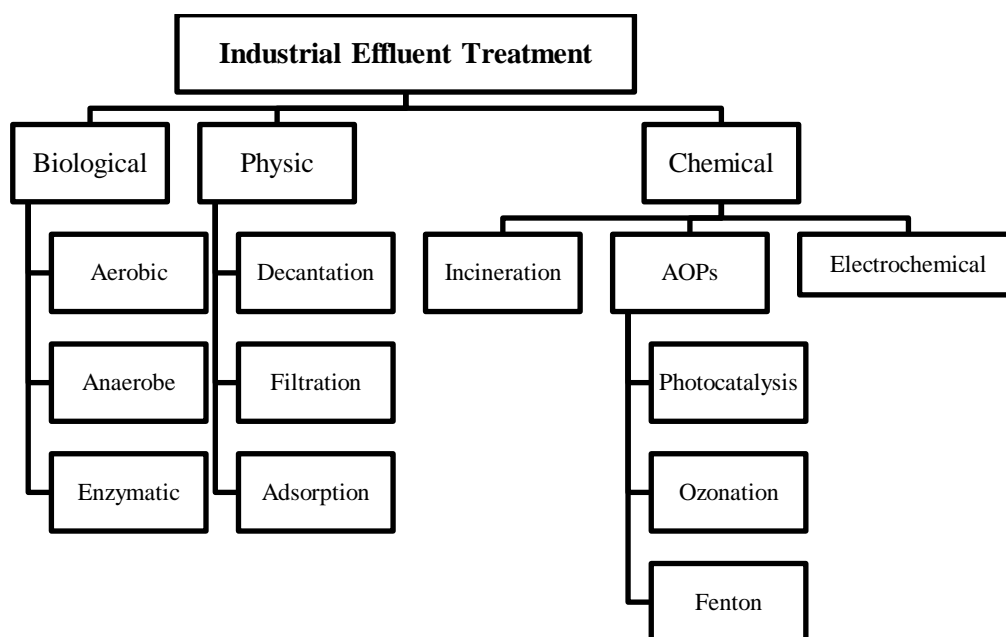 Industrial Effluent Treatment
Biological
Physic
Chemical
Aerobic
Decantation
Incineration
AOPs
Electrochemical
Anaerobe
Filtration
Photocatalysis
Enzymatic
Adsorption
Ozonation
Fenton